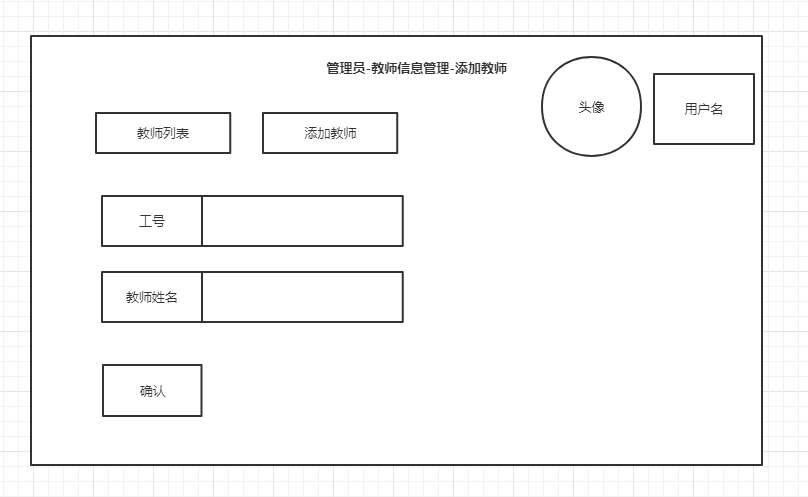 管理员-教师信息管理-添加教师
头像
用户名
教师列表
添加教师
工号
教师姓名
确认